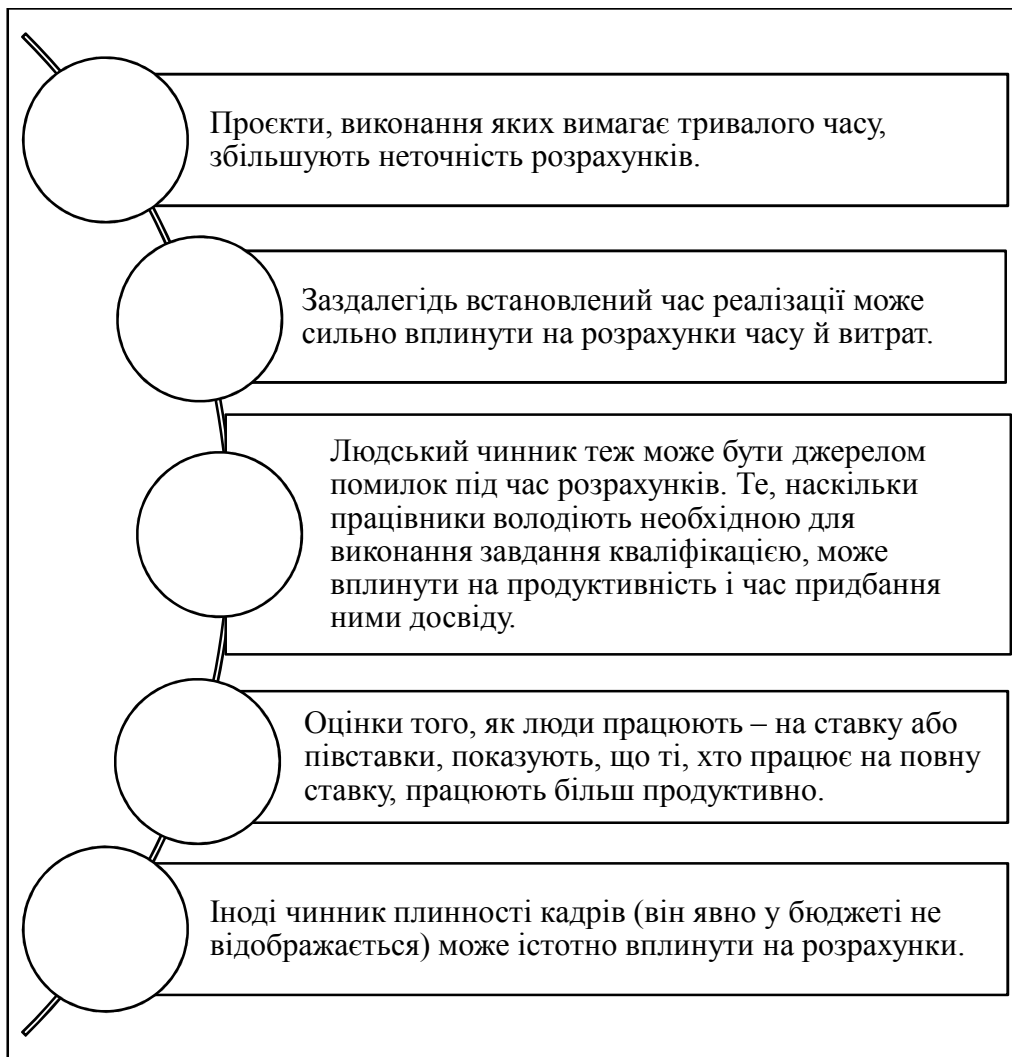 Проєкти, виконання яких вимагає тривалого часу,
збільшують неточність розрахунків.
Заздалегідь встановлений час реалізації може
сильно вплинути на розрахунки часу й витрат.
Людський чинник теж може бути джерелом
помилок під час розрахунків. Те, наскільки
працівники володіють необхідною для
виконання завдання кваліфікацією, може
вплинути на продуктивність і час придбання
ними досвіду.
Оцінки того, як люди працюють – на ставку або
півставки, показують, що ті, хто працює на повну
ставку, працюють більш продуктивно.
Іноді чинник плинності кадрів (він явно у бюджеті не
відображається) може істотно вплинути на розрахунки.